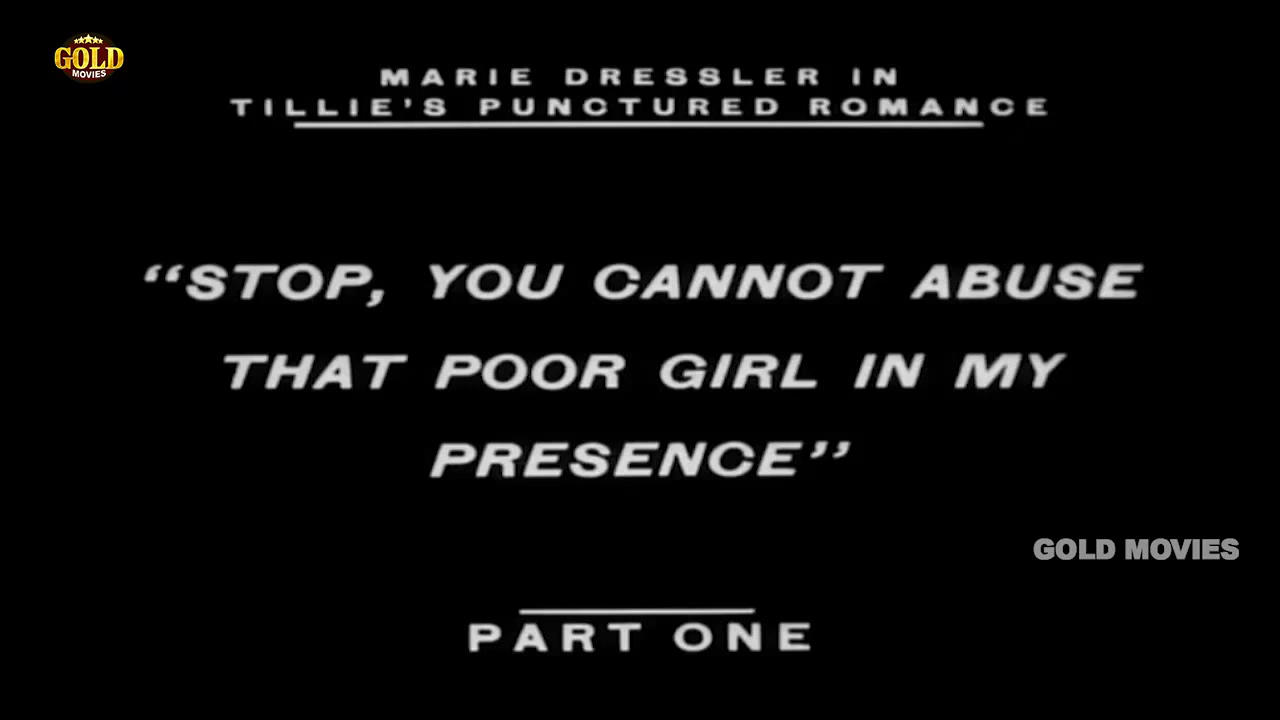 GOLD
MOVIES
MARIE DRESSLER IN
TILLIE'S PUNCTURED ROMANCE
“STOP, YOU CANNOT ABUSE
THAT POOR GIRL IN MY
PRESENCE”
GOLD MOVIES
PART ONE